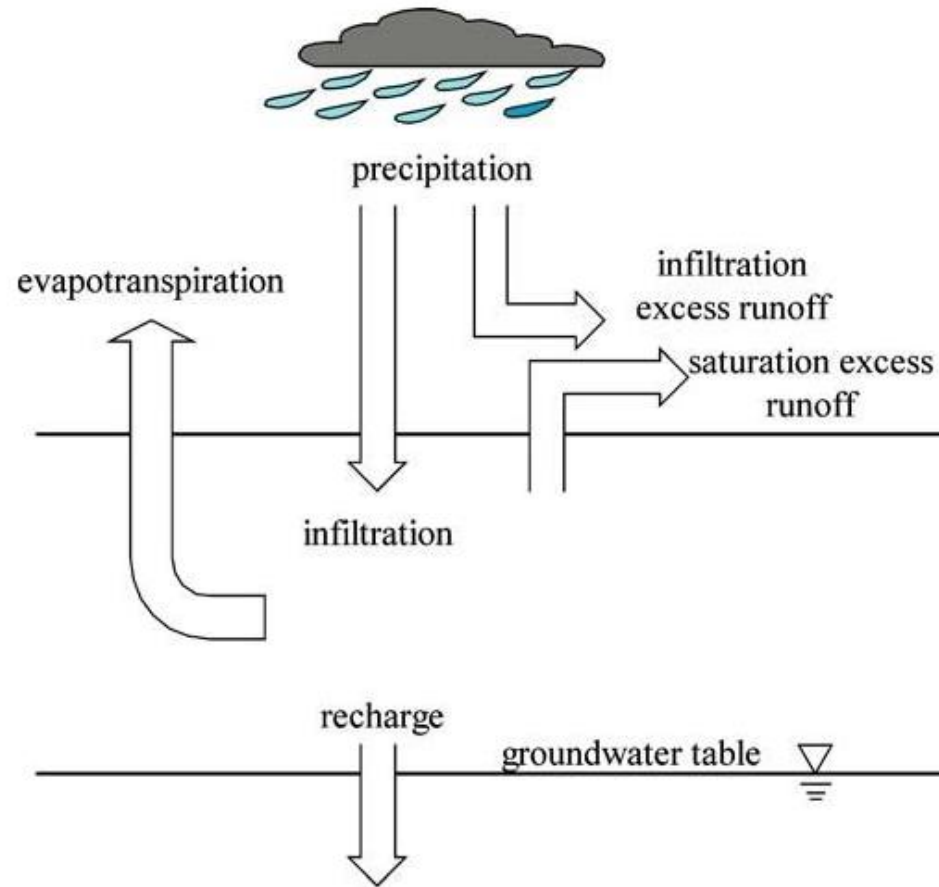 precipitation
evapotranspiration
infiltration
excess runoff
saturation excess
runoff
infiltration
recharge
groundwater table